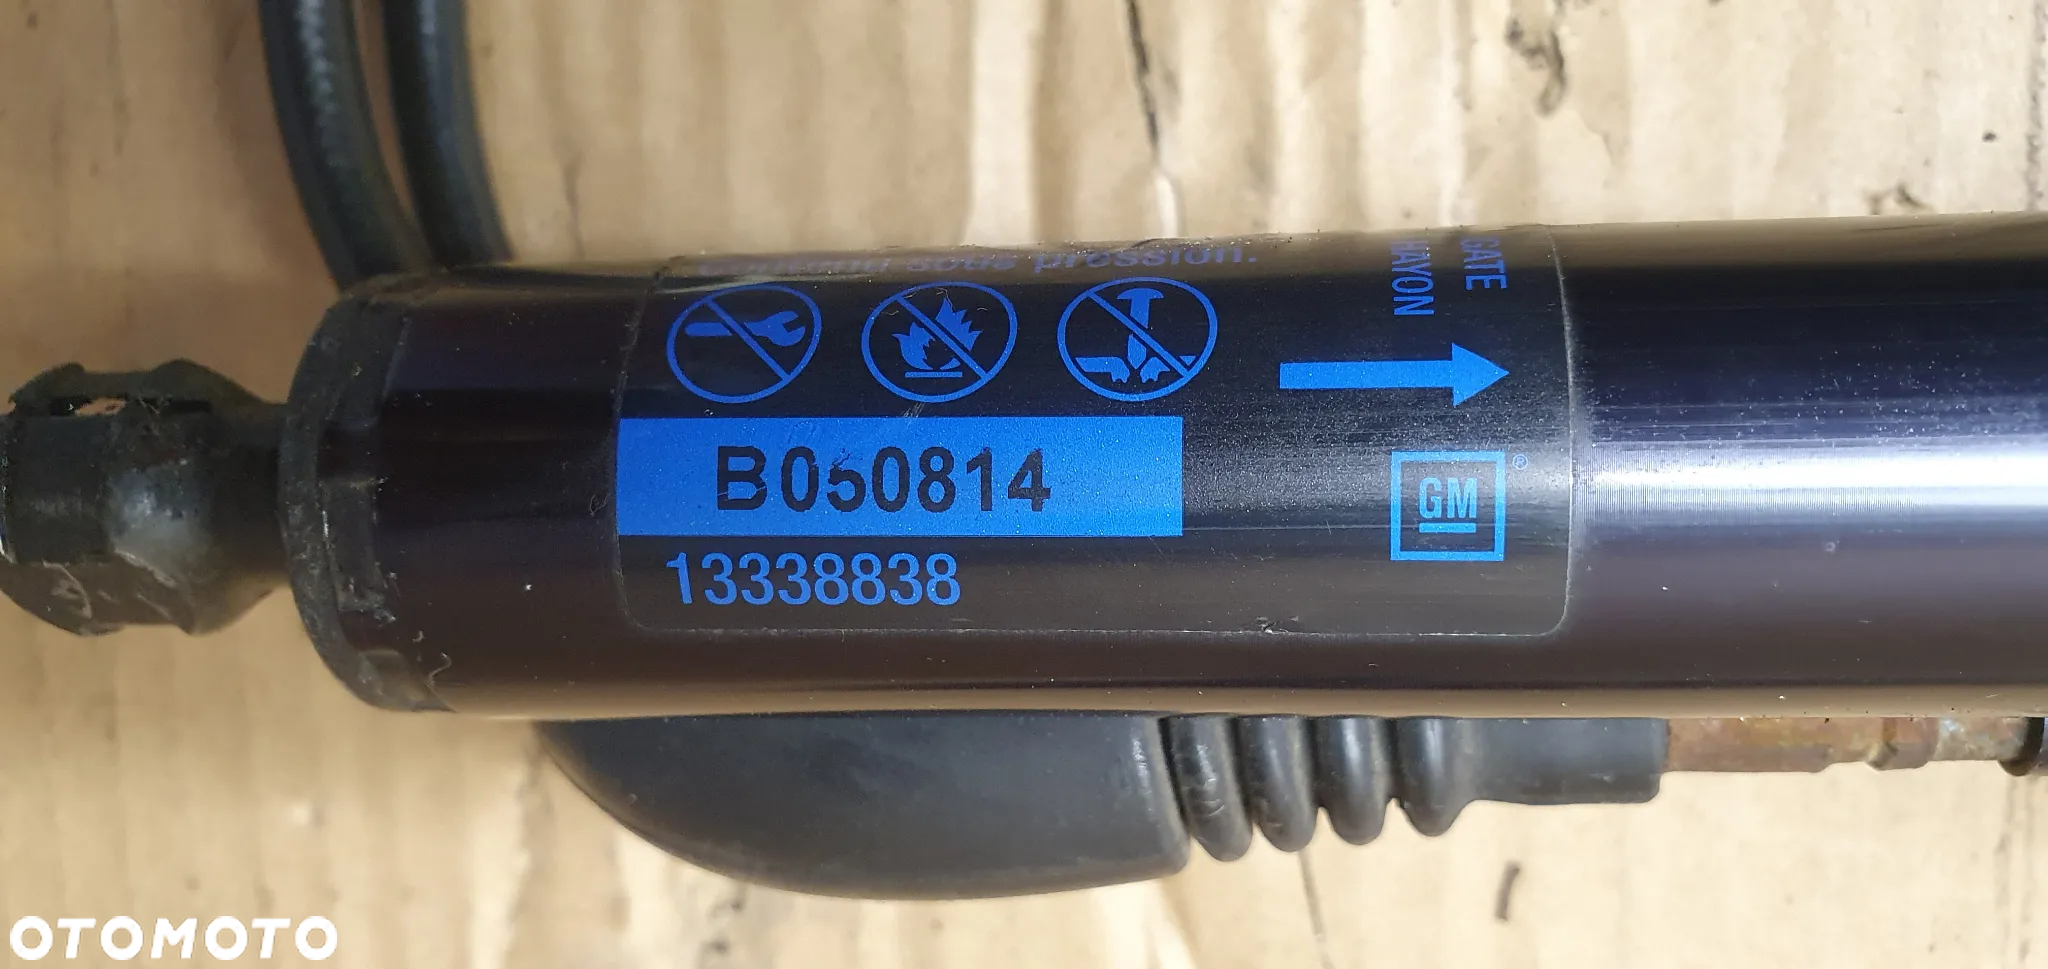 sous pression.
GATE
HAYON
B050814
GM
®
13338838
OTOMOTO